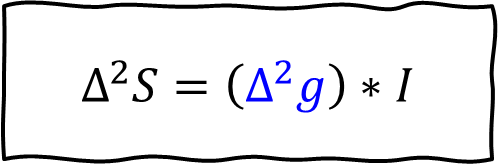 Δ²S = (Δ²g) * I